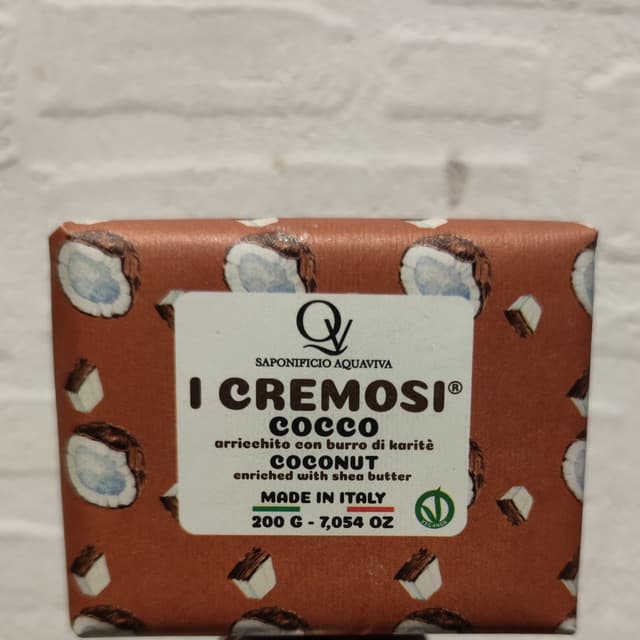 QV
SAPONIFICIO AQUAVIVA
I CREMOSI®
COCCO
arricchito con burro di karitè
COCONUT
enriched with shea butter
MADE IN ITALY
200 G - 7,054 OZ